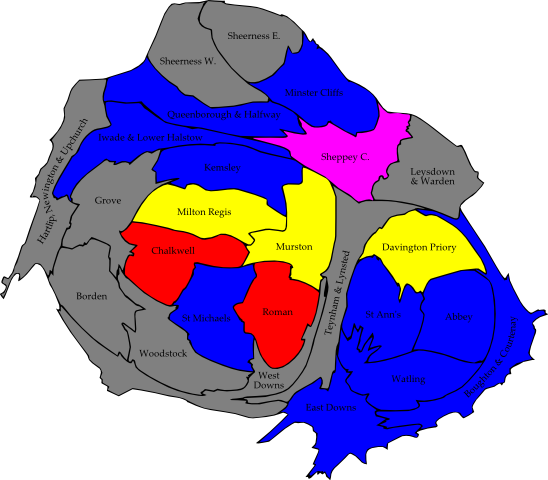 Sheerness E.
Sheerness W.
Minster Cliffs
Queenborough & Halfway
Iwade & Lower Halstow
Sheppey C.
Hartlip, Newington & Upchurch
Kemsley
Leysdown
& Warden
Grove
Milton Regis
Murston
Davington Priory
Chalkwell
Teynham & Lynsted
Borden
St Michaels
Roman
St Ann's
Abbey
Woodstock
West
Downs
Watling
Boughton & Courtenay
East Downs